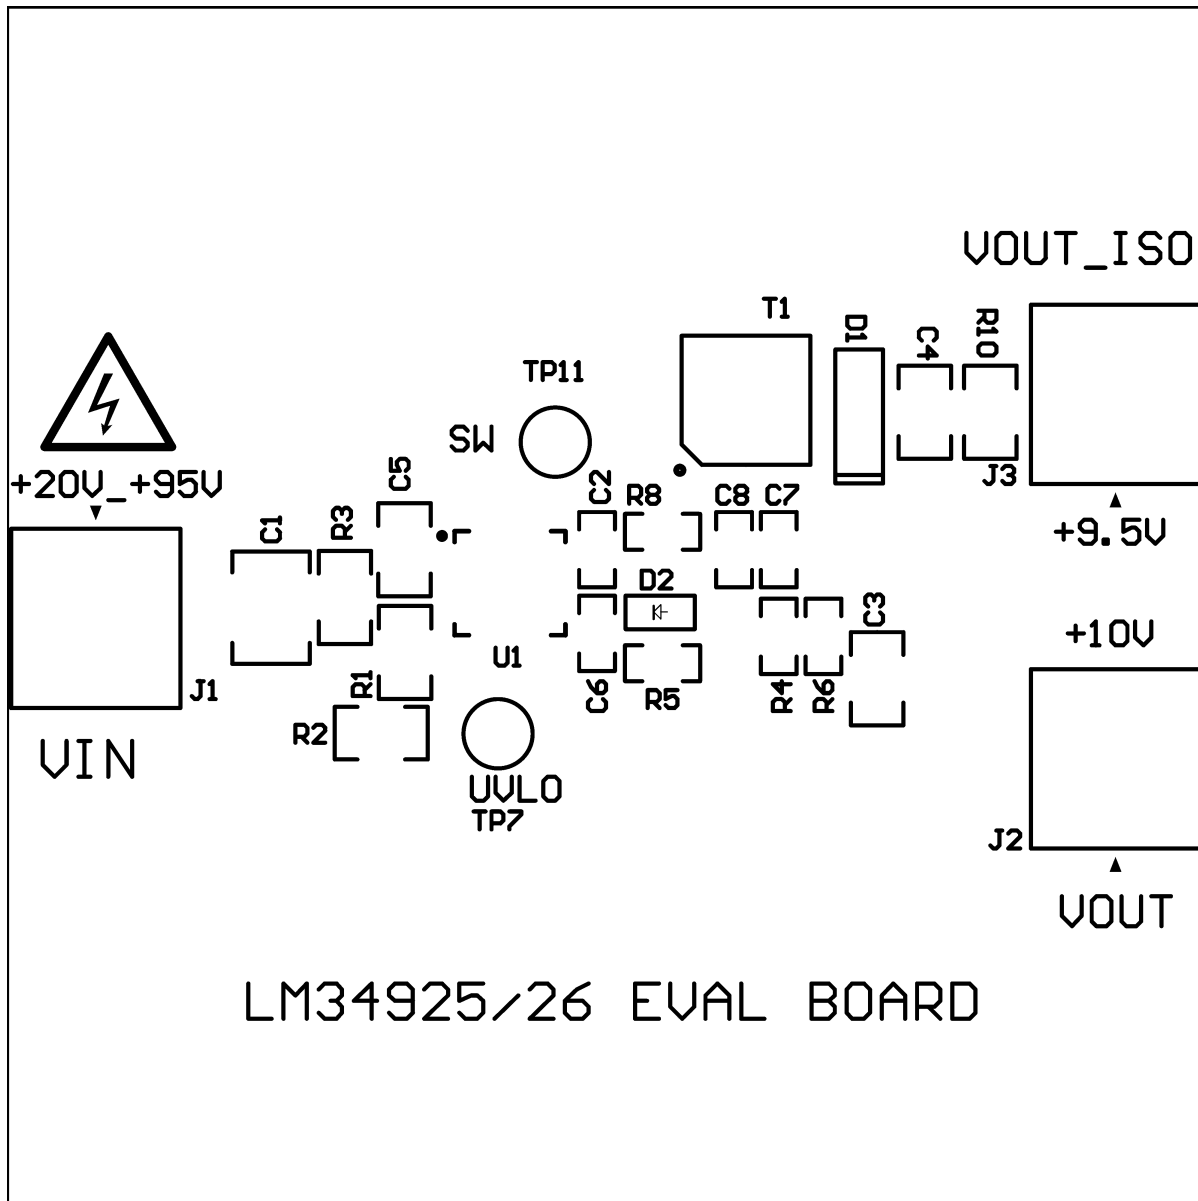 VOUT_ISO
T1
D1
C4
R10
TP11
SW
J3
+20V_+95V
C5
C2
R8
C8
C7
+9.5V
C1
R3
D2
C3
+10V
U1
J1
R1
C6
R5
R4
R6
R2
VIN
UVLO
TP7
J2
VOUT
LM34925/26 EVAL BOARD